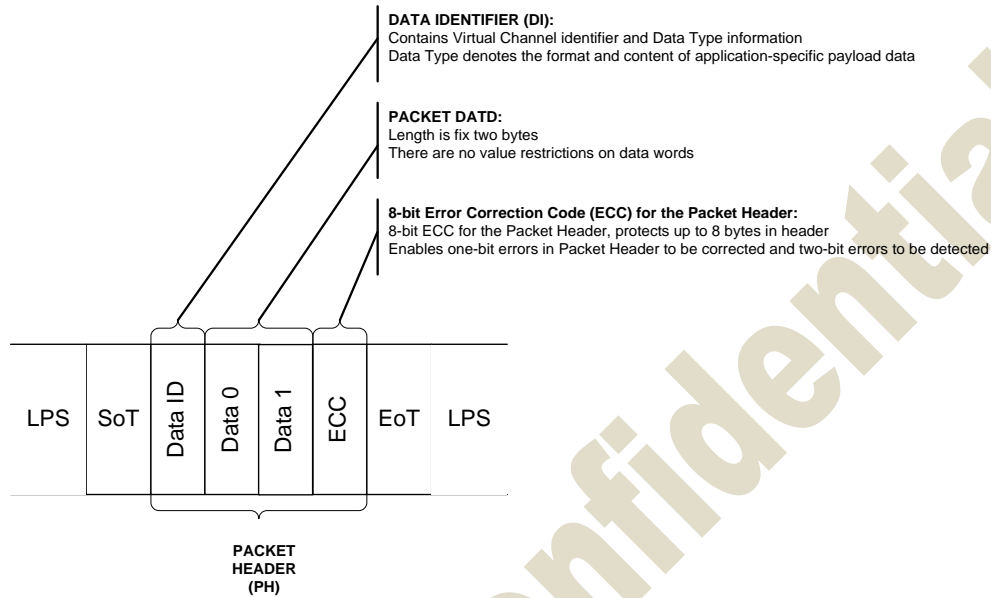 DATA IDENTIFIER (DI):
Contains Virtual Channel identifier and Data Type information
Data Type denotes the format and content of application-specific payload data
PACKET DATD:
Length is fix two bytes
There are no value restrictions on data words
8-bit Error Correction Code (ECC) for the Packet Header:
8-bit ECC for the Packet Header, protects up to 8 bytes in header
Enables one-bit errors in Packet Header to be corrected and two-bit errors to be detected
LPS
SoT
Data ID
Data 0
Data 1
ECC
EoT
LPS
PACKET
HEADER
(PH)
onfidential